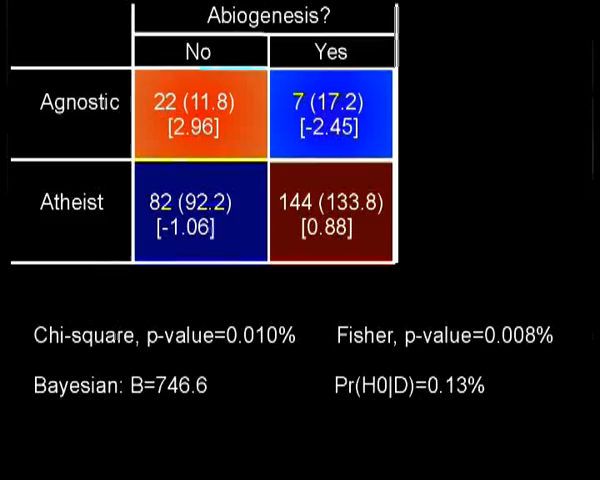 Abiogenesis?
No Yes
Agnostic 22 (11.8) 7 (17.2)
[2.96] [-2.45]
Atheist 82 (92.2) 144 (133.8)
[-1.06] [0.88]
Chi-square, p-value=0.010% Fisher, p-value=0.008%
Bayesian: B=746.6 Pr(H0|D)=0.13%